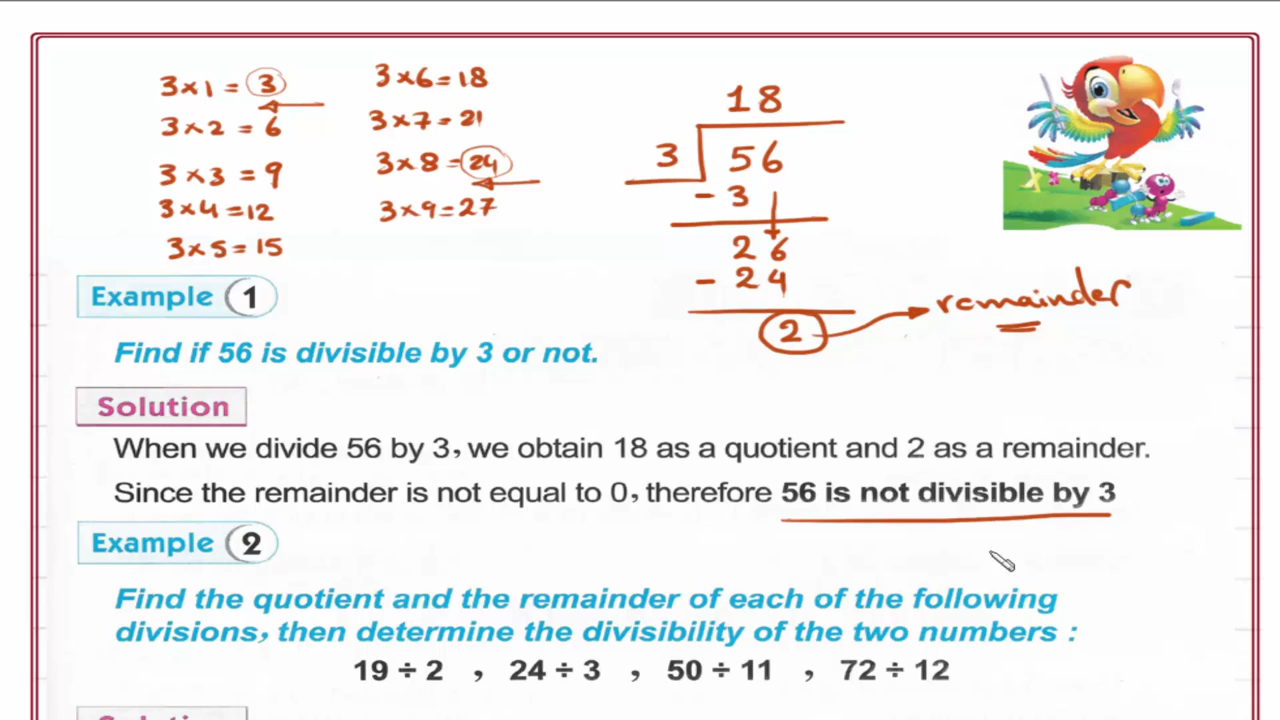 3×1 = 3
3×2 = 6
3×3 = 9
3×4=12
3×5=15
3×6=18
3×7=21
3×8=24
3×9=27
18
3 56
- 3
26
- 24
2 remainder
Example 1
Find if 56 is divisible by 3 or not.
Solution
When we divide 56 by 3, we obtain 18 as a quotient and 2 as a remainder.
Since the remainder is not equal to 0, therefore 56 is not divisible by 3
Example 2
Find the quotient and the remainder of each of the following
divisions, then determine the divisibility of the two numbers :
19 ÷ 2 , 24 ÷ 3 , 50 ÷ 11 , 72 ÷ 12